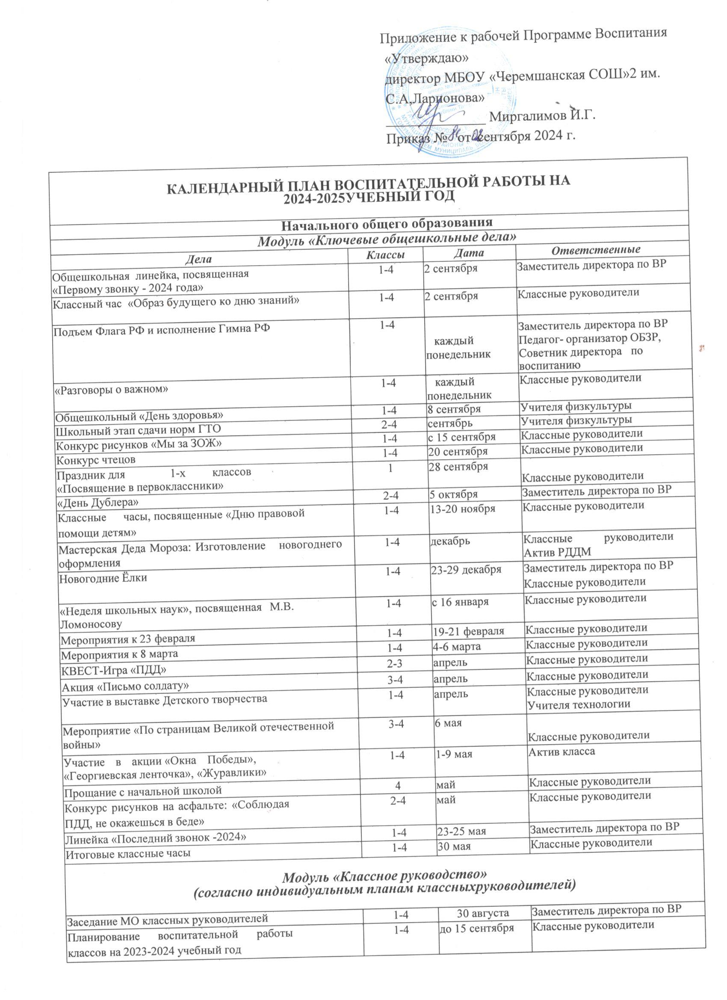 Приложение к рабочей Программе Воспитания
«Утверждаю»
директор МБОУ «Черемшанская СОШ»2 им.
С.А,Ларионова»
Миргалимов И.Г.
Приказ № от сентября 2024 г.
КАЛЕНДАРНЫЙ ПЛАН ВОСПИТАТЕЛЬНОЙ РАБОТЫ НА
2024-2025УЧЕБНЫЙ ГОД
Начального общего образования
Модуль «Ключевые общешкольные дела»
Дела Классы Дата Ответственные
Общешкольная линейка, посвященная 1-4 2 сентября Заместитель директора по ВР
«Первому звонку - 2024 года»
Классный час «Образ будущего ко дню знаний» 1-4 2 сентября Классные руководители
Подъем Флага РФ и исполнение Гимна РФ 1-4 Заместитель директора по ВР
каждый Педагог- организатор ОБЗР,
понедельник Советник директора по
воспитанию
«Разговоры о важном» 1-4 каждый Классные руководители
понедельник
Общешкольный «День здоровья» 1-4 8 сентября Учителя физкультуры
Школьный этап сдачи норм ГТО 2-4 сентябрь Учителя физкультуры
Конкурс рисунков «Мы за ЗОЖ» 1-4 с 15 сентября Классные руководители
Конкурс чтецов 1-4 20 сентября Классные руководители
Праздник для 1-х классов 1 28 сентября
«Посвящение в первоклассники» Классные руководители
«День Дублера» 2-4 5 октября Заместитель директора по ВР
Классные часы, посвященные «Дню правовой 1-4 13-20 ноября Классные руководители
помощи детям»
Мастерская Деда Мороза: Изготовление новогоднего 1-4 декабрь Классные руководители
оформления Актив РДДМ
Новогодние Ёлки 1-4 23-29 декабря Заместитель директора по ВР
Классные руководители
«Неделя школьных наук», посвященная М.В. 1-4 с 16 января Классные руководители
Ломоносову
Мероприятия к 23 февраля 1-4 19-21 февраля Классные руководители
Мероприятия к 8 марта 1-4 4-6 марта Классные руководители
КВЕСТ-Игра «ПДД» 2-3 апрель Классные руководители
Акция «Письмо солдату» 3-4 апрель Классные руководители
Участие в выставке Детского творчества 1-4 апрель Классные руководители
Учителя технологии
Мероприятие «По страницам Великой отечественной 3-4 6 мая
войны» Классные руководители
Участие в акции «Окна Победы», 1-4 1-9 мая Актив класса
«Георгиевская ленточка», «Журавлики»
Прощание с начальной школой 4 май Классные руководители
Конкурс рисунков на асфальте: «Соблюдая 2-4 май Классные руководители
ПДД, не окажешься в беде»
Линейка «Последний звонок -2024» 1-4 23-25 мая Заместитель директора по ВР
Итоговые классные часы 1-4 30 мая Классные руководители
Модуль «Классное руководство»
(согласно индивидуальным планам классныхруководителей)
Заседание МО классных руководителей 1-4 30 августа Заместитель директора по ВР
Планирование воспитательной работы 1-4 до 15 сентября Классные руководители
классов на 2023-2024 учебный год